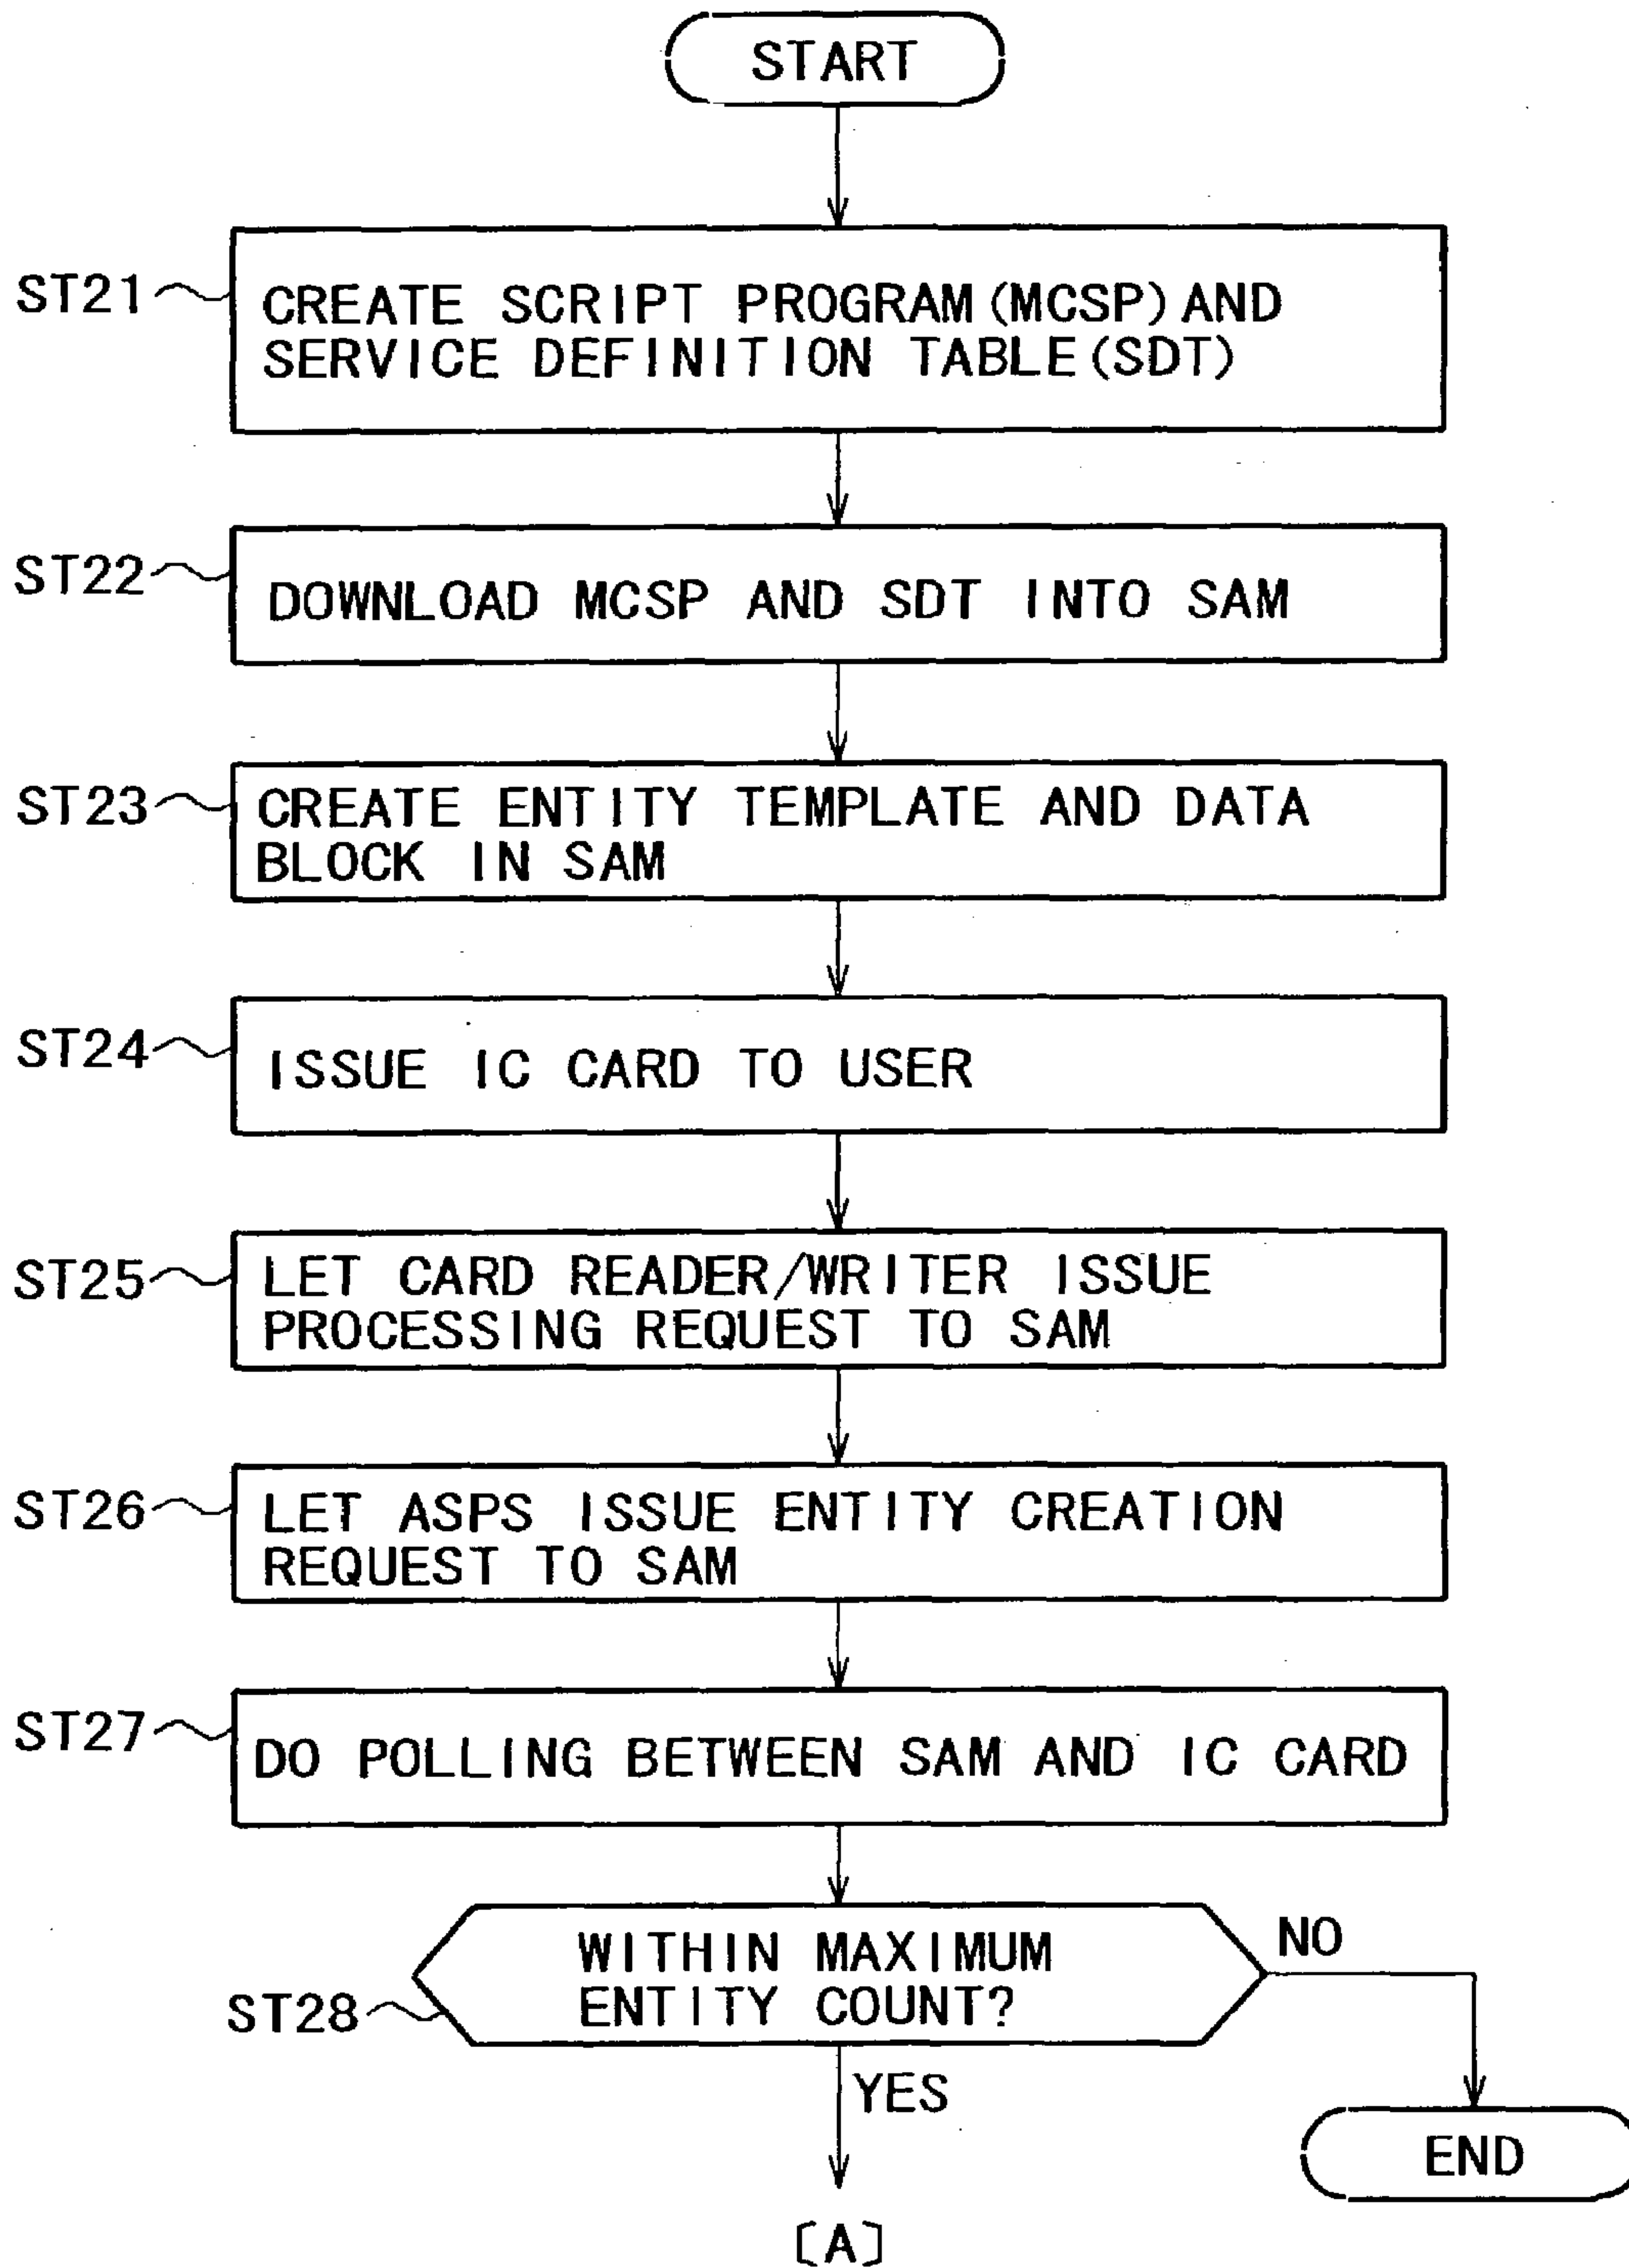 START
ST21
CREATE SCRIPT PROGRAM(MCSP)AND
SERVICE DEFINITION TABLE(SDT)
ST22
DOWNLOAD MCSP AND SDT INTO SAM
ST23
CREATE ENTITY TEMPLATE AND DATA
BLOCK IN SAM
ST24
ISSUE IC CARD TO USER
ST25
LET CARD READER/WRITER ISSUE
PROCESSING REQUEST TO SAM
ST26
LET ASPS ISSUE ENTITY CREATION
REQUEST TO SAM
ST27
DO POLLING BETWEEN SAM AND IC CARD
ST28
WITHIN MAXIMUM
ENTITY COUNT?
NO
YES
END
[A]